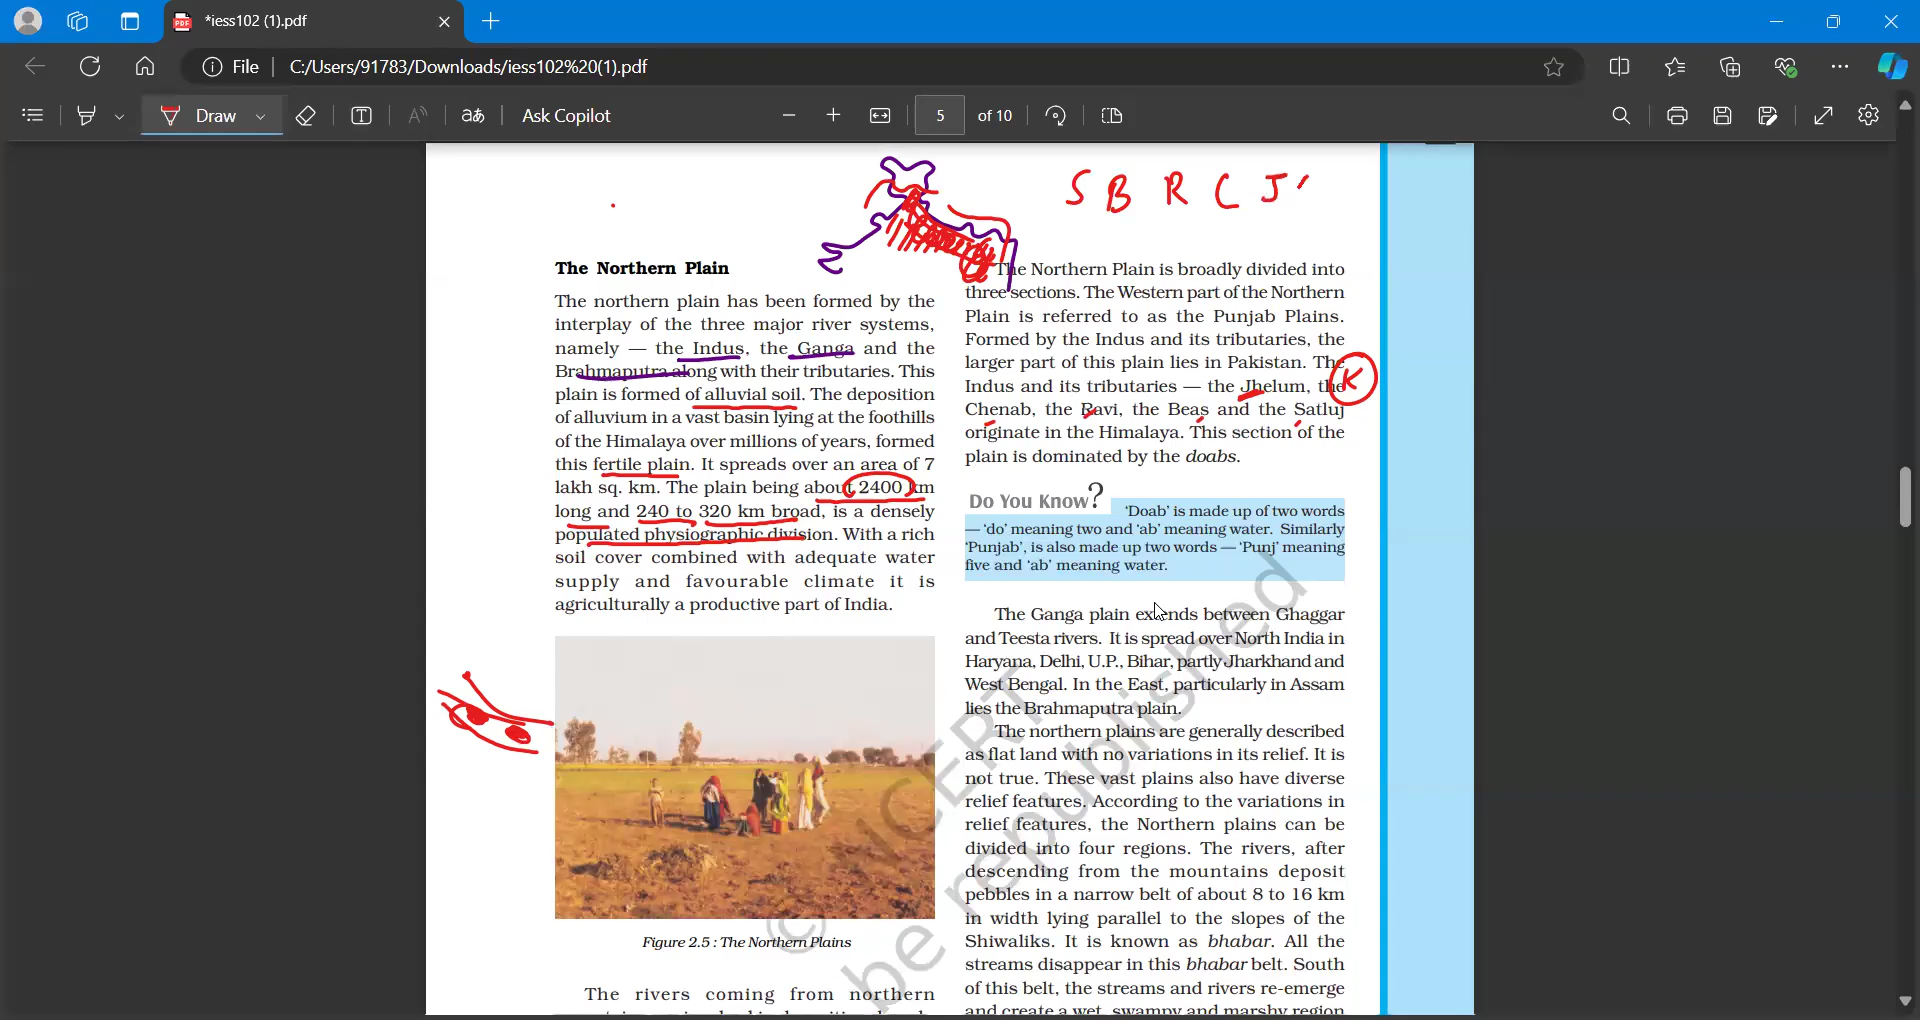 *iess102 (1).pdf
File C:/Users/91783/Downloads/iess102%20(1).pdf
Draw Ask Copilot 5 of 10
S B R C J
The Northern Plain
The northern plain has been formed by the
interplay of the three major river systems,
namely — the Indus, the Ganga and the
Brahmaputra along with their tributaries. This
plain is formed of alluvial soil. The deposition
of alluvium in a vast basin lying at the foothills
of the Himalaya over millions of years, formed
this fertile plain. It spreads over an area of 7
lakh sq. km. The plain being about 2400 km
long and 240 to 320 km broad, is a densely
populated physiographic division. With a rich
soil cover combined with adequate water
supply and favourable climate it is
agriculturally a productive part of India.
Figure 2.5 : The Northern Plains
The rivers coming from northern
The Northern Plain is broadly divided into
three sections. The Western part of the Northern
Plain is referred to as the Punjab Plains.
Formed by the Indus and its tributaries, the
larger part of this plain lies in Pakistan. The
Indus and its tributaries — the Jhelum, the
K
Chenab, the Ravi, the Beas and the Satluj
originate in the Himalaya. This section of the
plain is dominated by the doabs.
Do You Know?
‘Doab’ is made up of two words
— ‘do’ meaning two and ‘ab’ meaning water. Similarly
‘Punjab’, is also made up two words — ‘Punj’ meaning
five and ‘ab’ meaning water.
The Ganga plain extends between Ghaggar
and Teesta rivers. It is spread over North India in
Haryana, Delhi, U.P., Bihar, partly Jharkhand and
West Bengal. In the East, particularly in Assam
lies the Brahmaputra plain.
The northern plains are generally described
as flat land with no variations in its relief. It is
not true. These vast plains also have diverse
relief features. According to the variations in
relief features, the Northern plains can be
divided into four regions. The rivers, after
descending from the mountains deposit
pebbles in a narrow belt of about 8 to 16 km
in width lying parallel to the slopes of the
Shiwaliks. It is known as bhabar. All the
streams disappear in this bhabar belt. South
of this belt, the streams and rivers re-emerge
and create a wet, swampy and marshy region
© NCERT
be republished